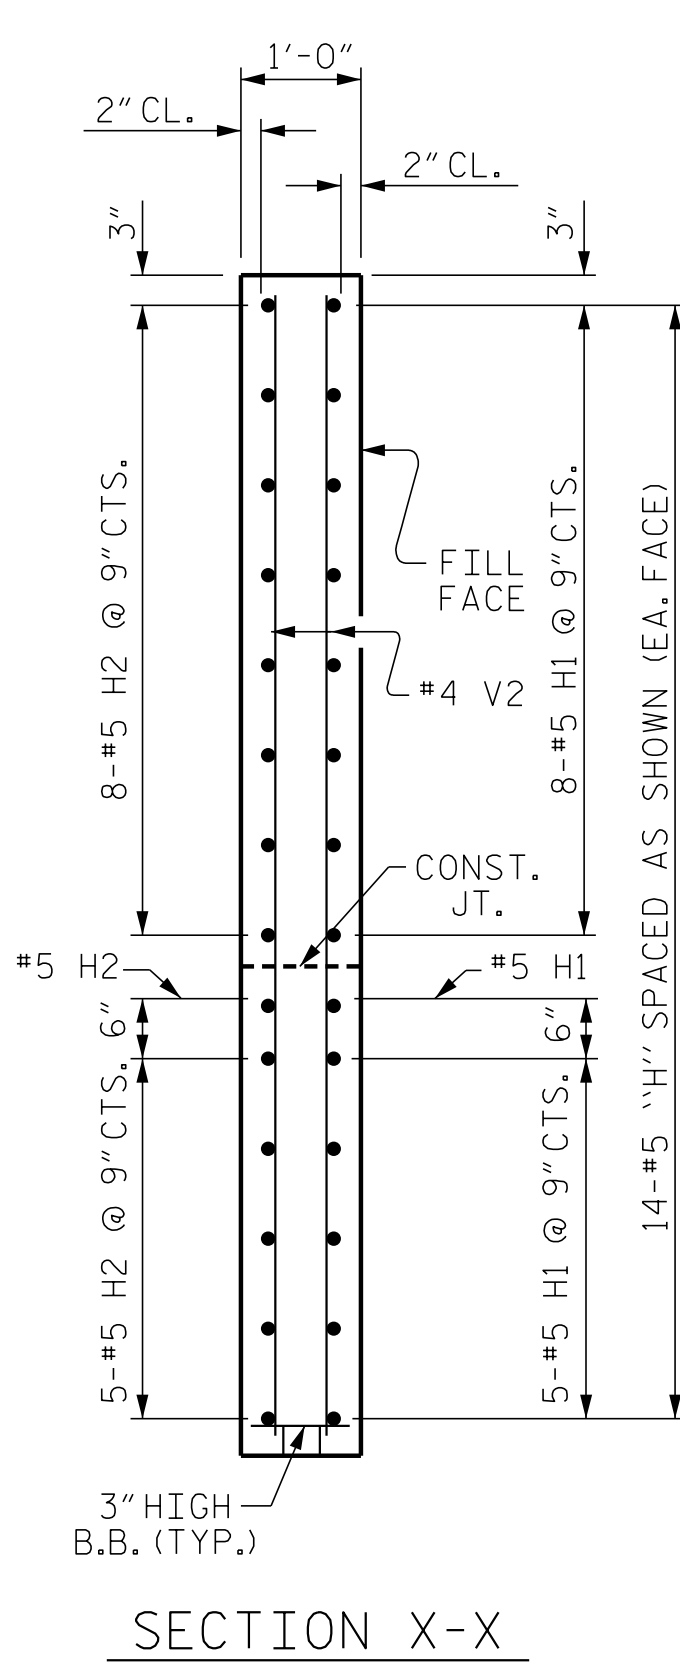 1'-0"
2" CL.
2" CL.
3"
3"
8-#5 H2 @ 9" CTS.
8-#5 H1 @ 9" CTS.
14-#5 "H" SPACED AS SHOWN (EA. FACE)
FILL
FACE
#4 V2
CONST.
JT.
#5 H2
#5 H1
6"
6"
5-#5 H2 @ 9" CTS.
5-#5 H1 @ 9" CTS.
3" HIGH
B.B. (TYP.)
SECTION X-X